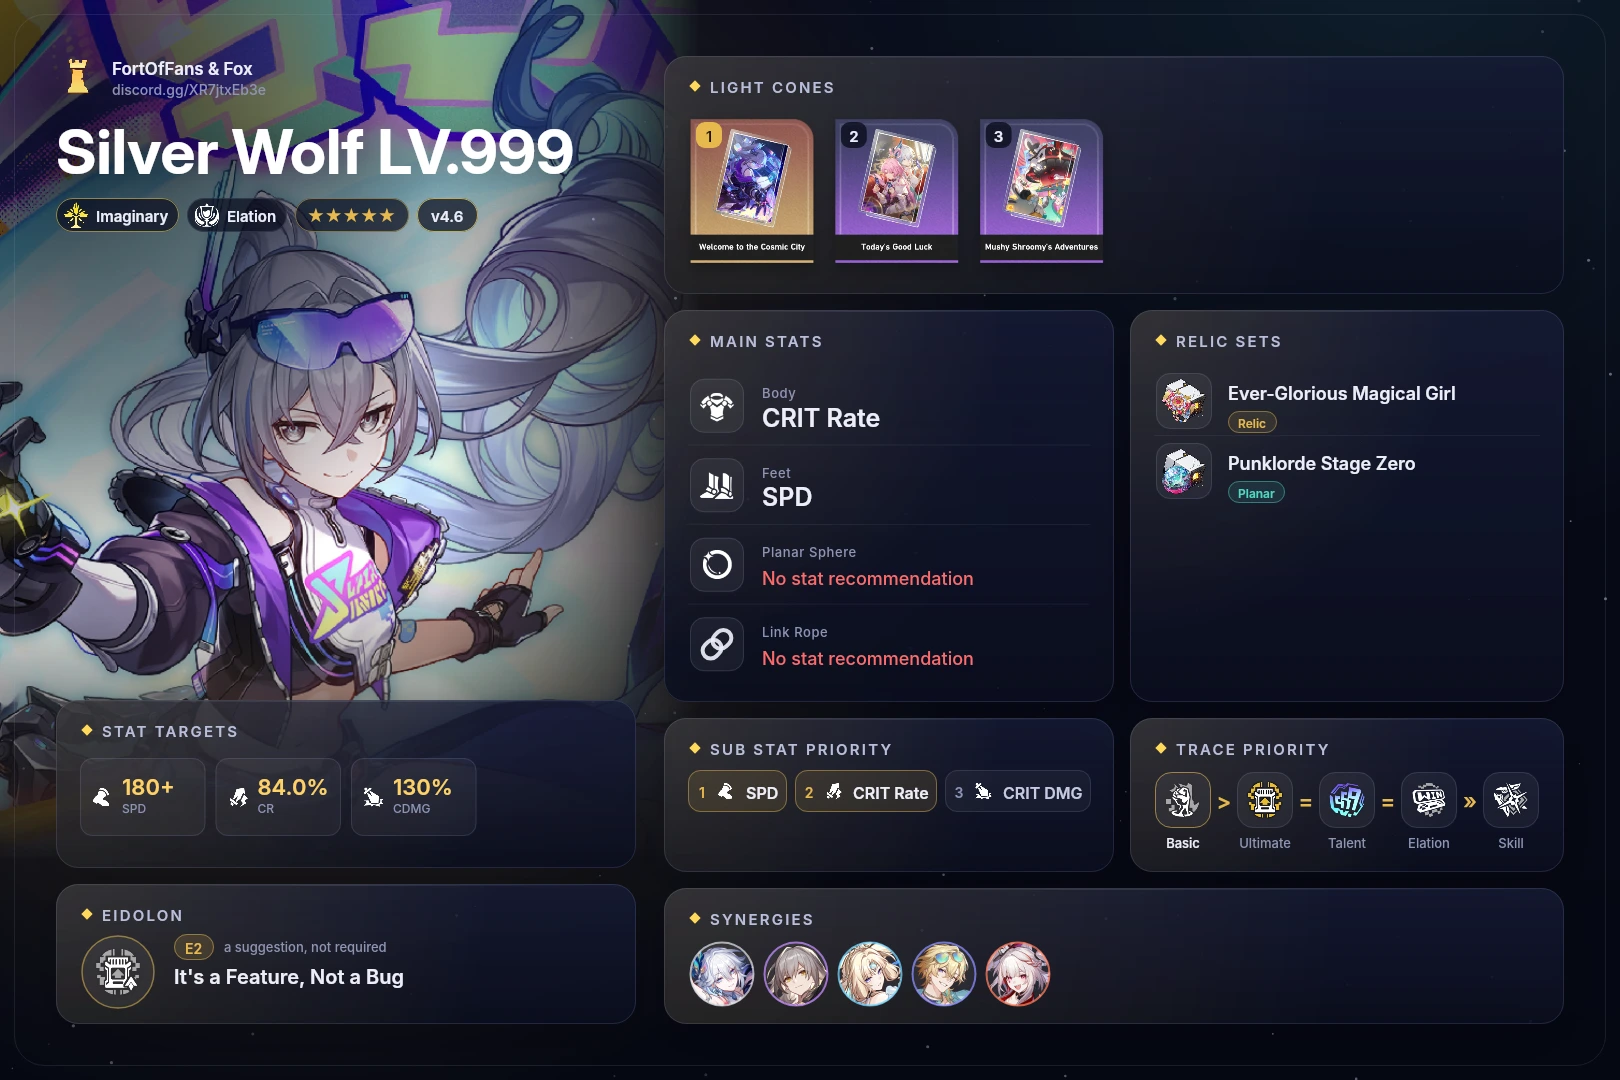 FortOfFans & Fox
discord.gg/XR7jtxEb3e
Silver Wolf LV.999
Imaginary
Elation
★★★★★
v4.6
LIGHT CONES
1
2
3
Welcome to the Cosmic City
Today's Good Luck
Mushy Shroomy's Adventures
MAIN STATS
Body
CRIT Rate
Feet
SPD
Planar Sphere
No stat recommendation
Link Rope
No stat recommendation
RELIC SETS
Ever-Glorious Magical Girl
Relic
Punklorde Stage Zero
Planar
STAT TARGETS
180+
SPD
84.0%
CR
130%
CDMG
SUB STAT PRIORITY
1 SPD
2 CRIT Rate
3 CRIT DMG
TRACE PRIORITY
> = = »
Basic Ultimate Talent Elation Skill
EIDOLON
E2 a suggestion, not required
It's a Feature, Not a Bug
SYNERGIES